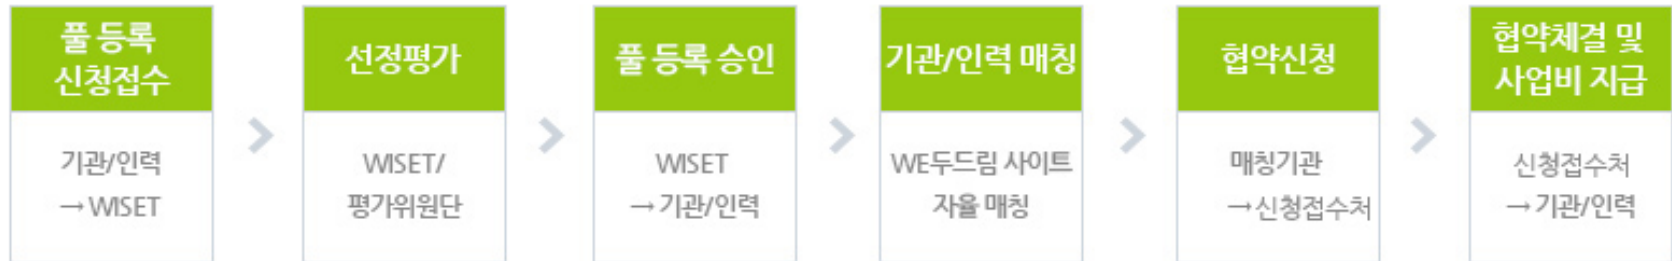 풀 등록
신청접수
기관/인력
→ WISET
선정평가
WISET/
평가위원단
풀 등록 승인
WISET
→ 기관/인력
기관/인력 매칭
WE두드림 사이트
자율 매칭
협약신청
매칭기관
→신청접수처
협약체결 및
사업비 지급
신청접수처
→ 기관/인력